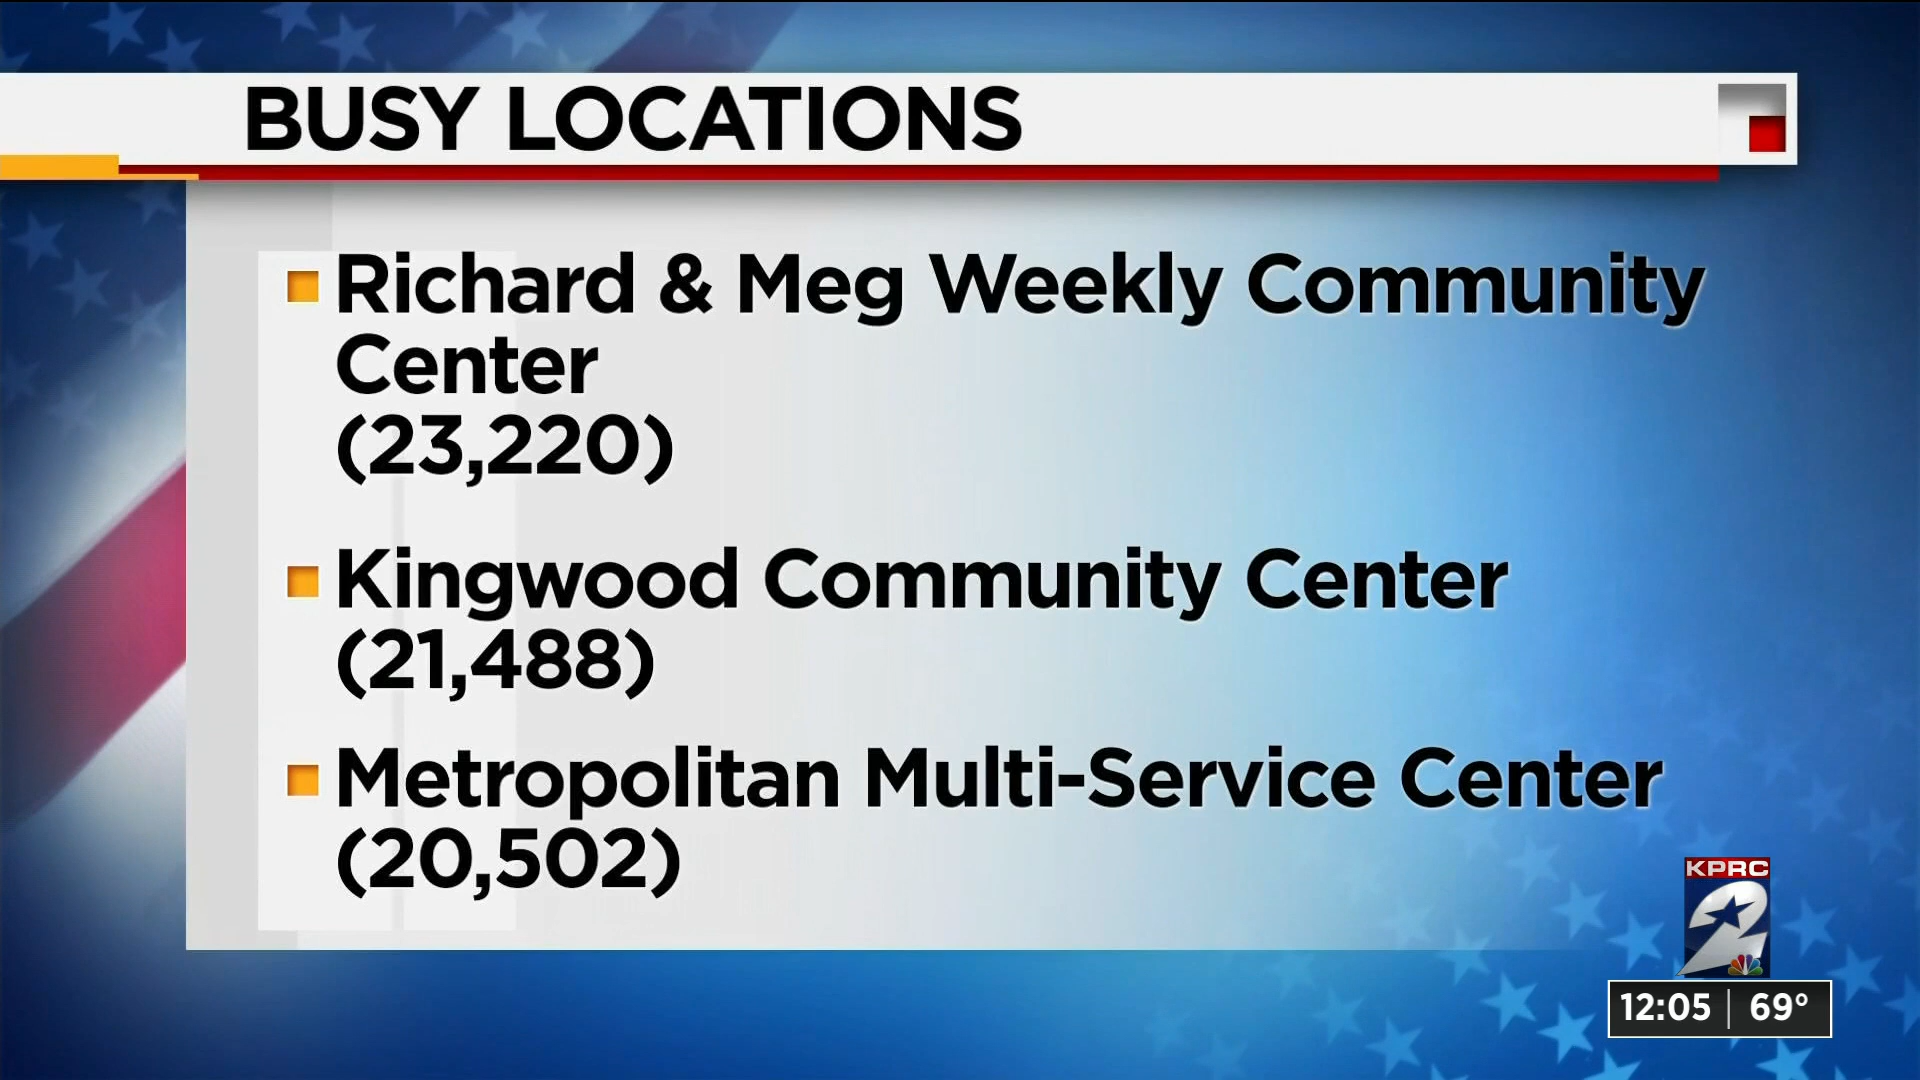 BUSY LOCATIONS
Richard & Meg Weekly Community
Center
(23,220)
Kingwood Community Center
(21,488)
Metropolitan Multi-Service Center
(20,502)
KPRC
2
12:05 | 69°